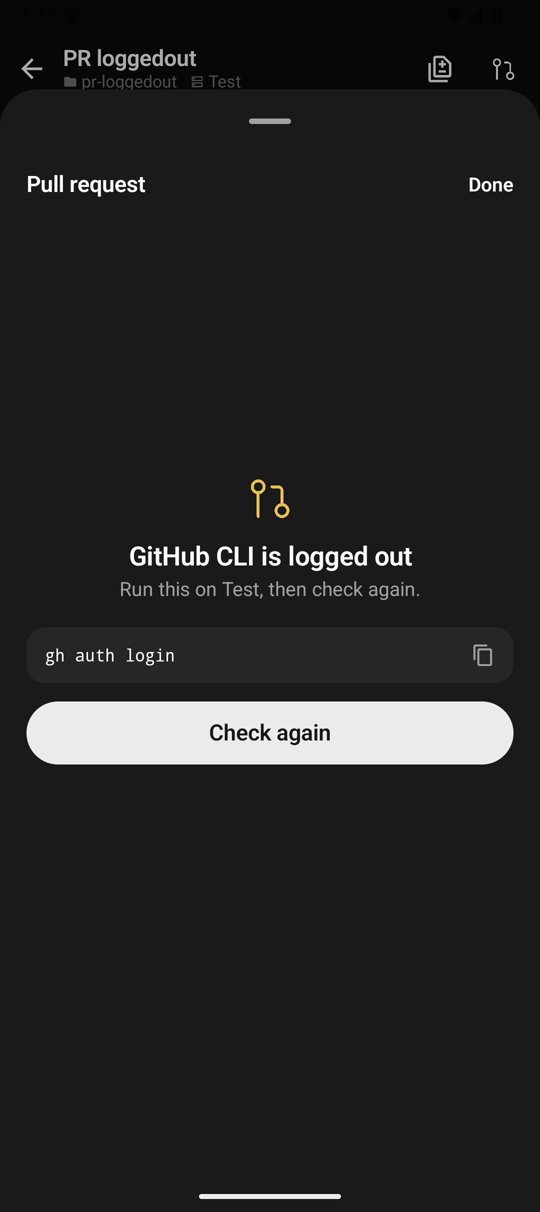 PR loggedout
pr-loggedout Test
Pull request
Done
GitHub CLI is logged out
Run this on Test, then check again.
gh auth login
Check again